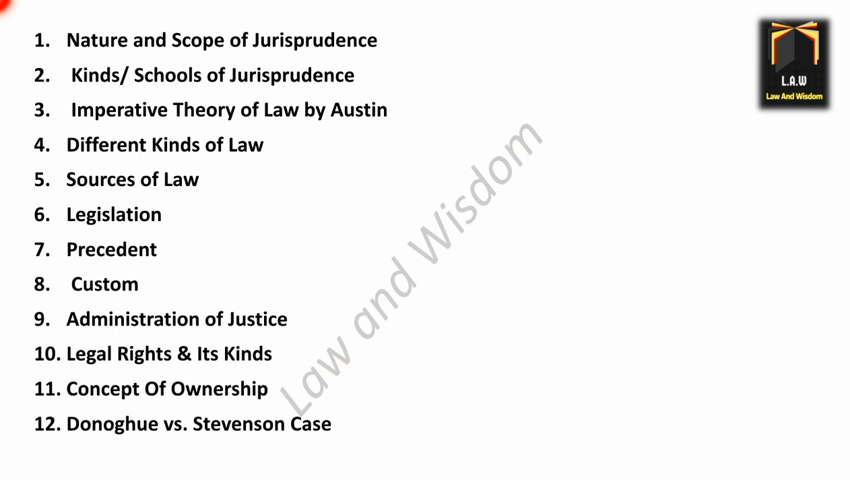 1. Nature and Scope of Jurisprudence
2. Kinds/ Schools of Jurisprudence
3. Imperative Theory of Law by Austin
4. Different Kinds of Law
5. Sources of Law
6. Legislation
7. Precedent
8. Custom
9. Administration of Justice
10. Legal Rights & Its Kinds
11. Concept Of Ownership
12. Donoghue vs. Stevenson Case
Law and Wisdom
L.A.W
Law And Wisdom